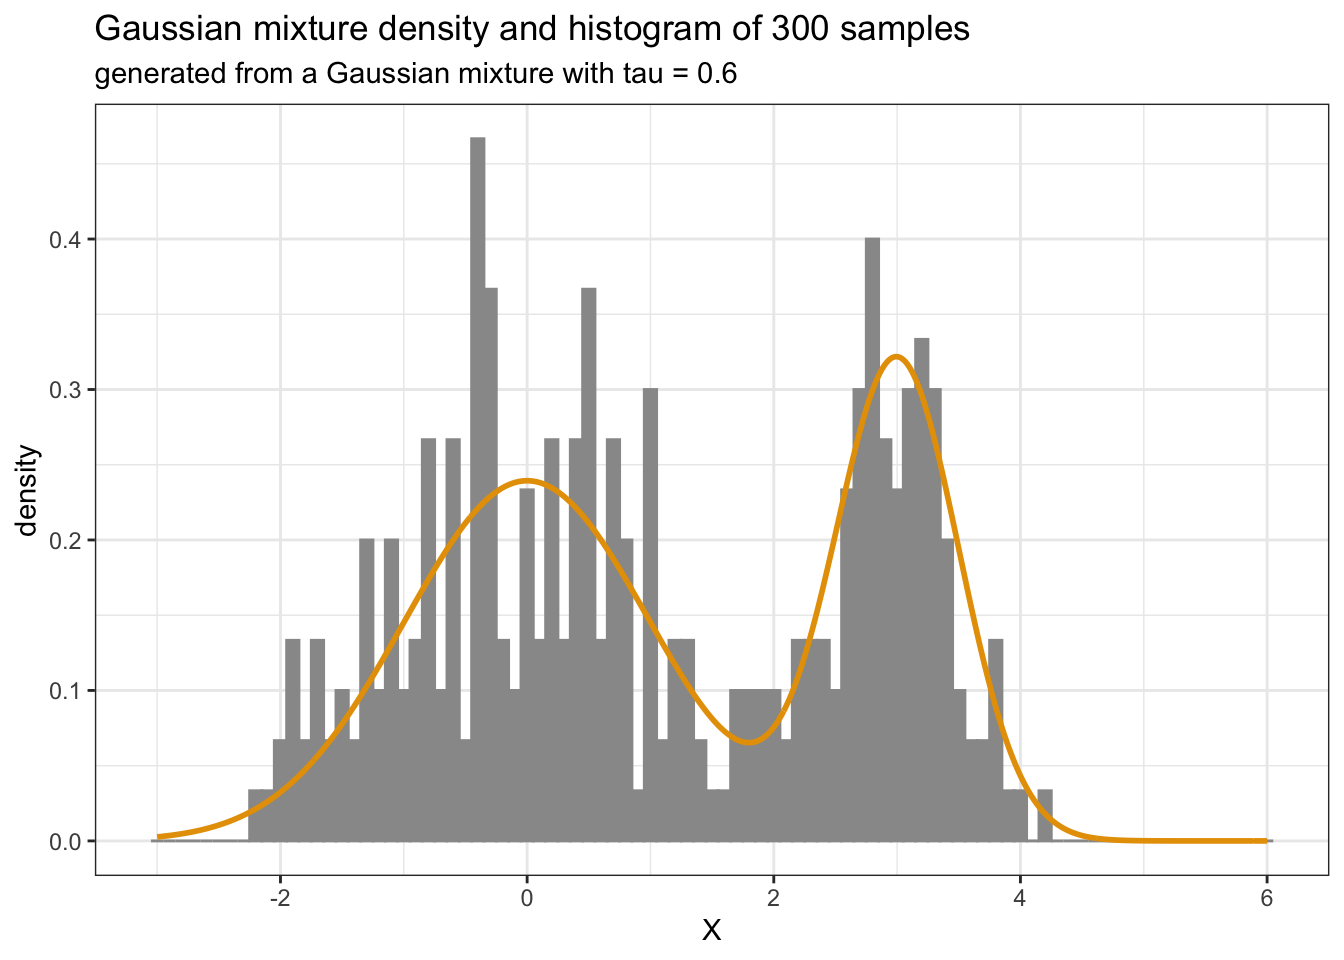 Gaussian mixture density and histogram of 300 samples
generated from a Gaussian mixture with tau = 0.6
0.4
0.3
0.2
0.1
0.0
density
-2 0 2 4 6
X